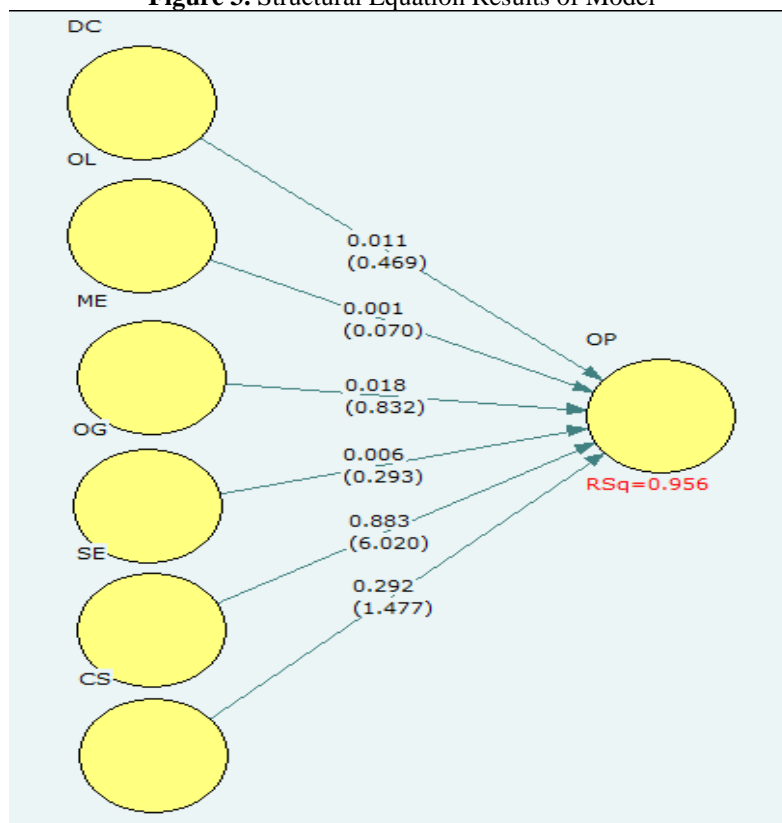 Figure 3. Structural Equation Results of Model
DC
OL
ME
OG
SE
CS
0.011
(0.469)
0.001
(0.070)
0.018
(0.832)
0.006
(0.293)
0.883
(6.020)
0.292
(1.477)
OP
RSq=0.956